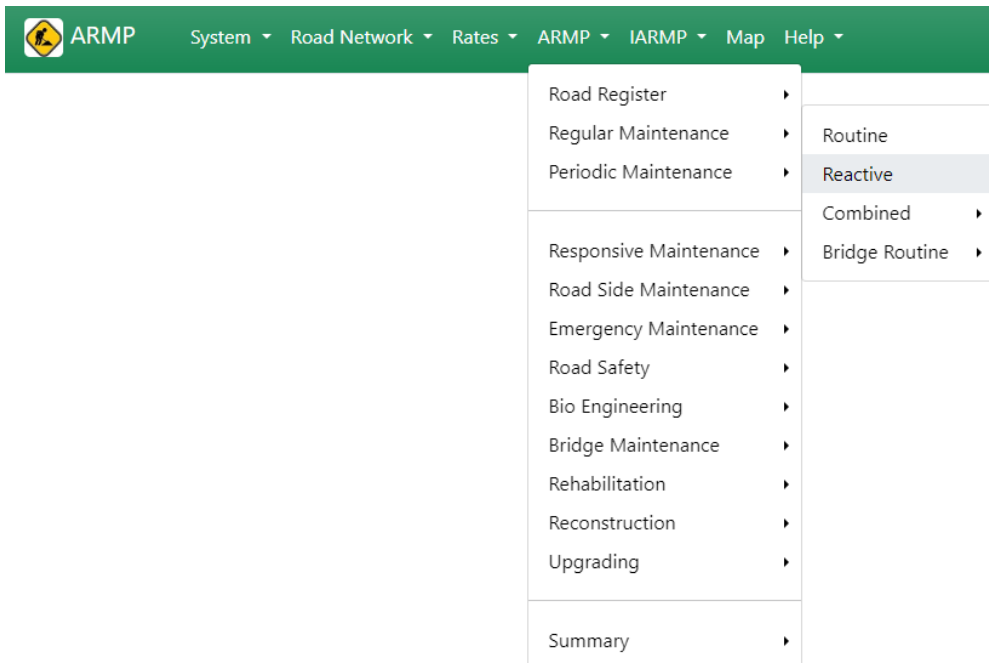 ARMP System Road Network Rates ARMP IARMP Map Help
Road Register
Regular Maintenance
Periodic Maintenance
Responsive Maintenance
Road Side Maintenance
Emergency Maintenance
Road Safety
Bio Engineering
Bridge Maintenance
Rehabilitation
Reconstruction
Upgrading
Summary
Routine
Reactive
Combined
Bridge Routine